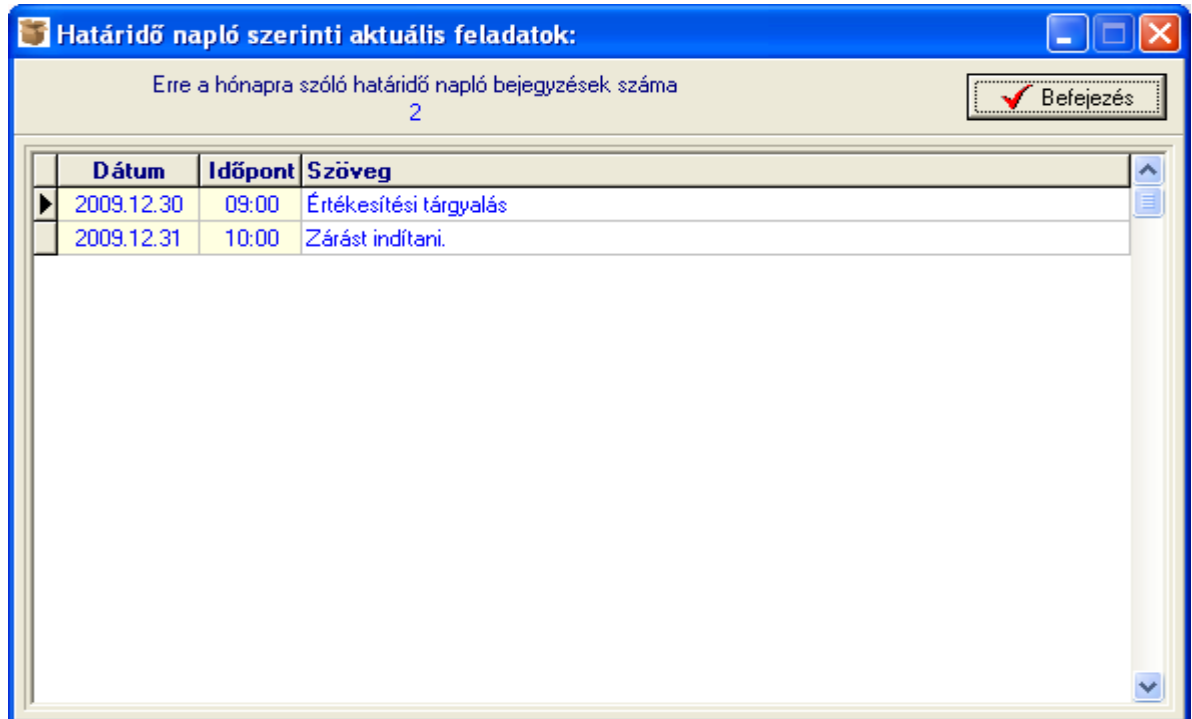 Határidő napló szerinti aktuális feladatok:
Erre a hónapra szóló határidő napló bejegyzések száma
2
Befejezés
Dátum Időpont Szöveg
2009.12.30 09:00 Értékesítési tárgyalás
2009.12.31 10:00 Zárást indítani.